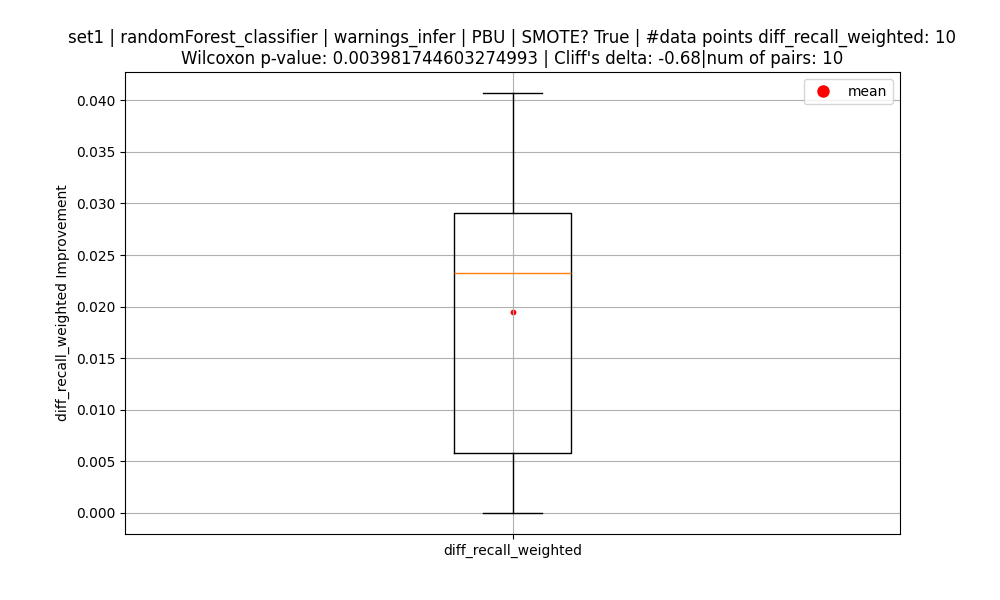 set1 | randomForest_classifier | warnings_infer | PBU | SMOTE? True | #data points diff_recall_weighted: 10
Wilcoxon p-value: 0.003981744603274993 | Cliff's delta: -0.68|num of pairs: 10
mean
0.040
0.035
0.030
0.025
0.020
0.015
0.010
0.005
0.000
diff_recall_weighted Improvement
diff_recall_weighted